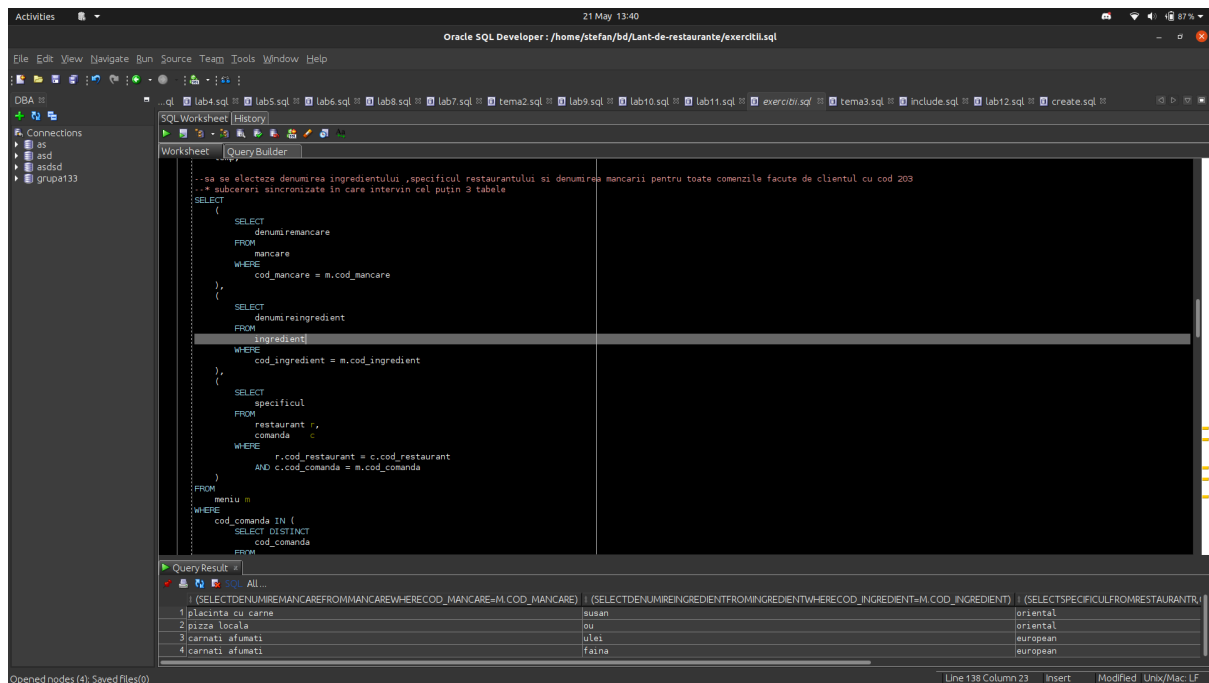 Activities
21 May 13:40
87 %
Oracle SQL Developer : /home/stefan/bd/Lant-de-restaurante/exercitii.sql
File Edit View Navigate Run Source Team Tools Window Help
DBA
...ql lab4.sql lab5.sql lab6.sql lab8.sql lab7.sql tema2.sql lab9.sql lab10.sql lab11.sql exercitii.sql tema3.sql include.sql lab12.sql create.sql
SQL Worksheet History
Connections
as
asd
asdsd
grupa133
Worksheet Query Builder
--sa se electeze denumirea ingredientului ,specificul restaurantului si denumirea mancarii pentru toate comenzile facute de clientul cu cod 203
--* subcereri sincronizate în care intervin cel puțin 3 tabele
SELECT
(
SELECT
denumiremancare
FROM
mancare
WHERE
cod_mancare = m.cod_mancare
),
(
SELECT
denumireingredient
FROM
ingredient
WHERE
cod_ingredient = m.cod_ingredient
),
(
SELECT
specificul
FROM
restaurant r,
comanda c
WHERE
r.cod_restaurant = c.cod_restaurant
AND c.cod_comanda = m.cod_comanda
)
FROM
meniu m
WHERE
cod_comanda IN (
SELECT DISTINCT
cod_comanda
FROM
Query Result
SQL All...
(SELECTDENUMIREMANCAREFROMMANCAREWHERECOD_MANCARE=M.COD_MANCARE) (SELECTDENUMIREINGREDIENTFROMINGREDIENTWHERECOD_INGREDIENT=M.COD_INGREDIENT) (SELECTSPECIFICULFROMRESTAURANTR,
1 placinta cu carne susan oriental
2 pizza locala ou oriental
3 carnati afumati ulei european
4 carnati afumati faina european
Opened nodes (4); Saved files(0)
Line 138 Column 23 Insert Modified Unix/Mac: LF